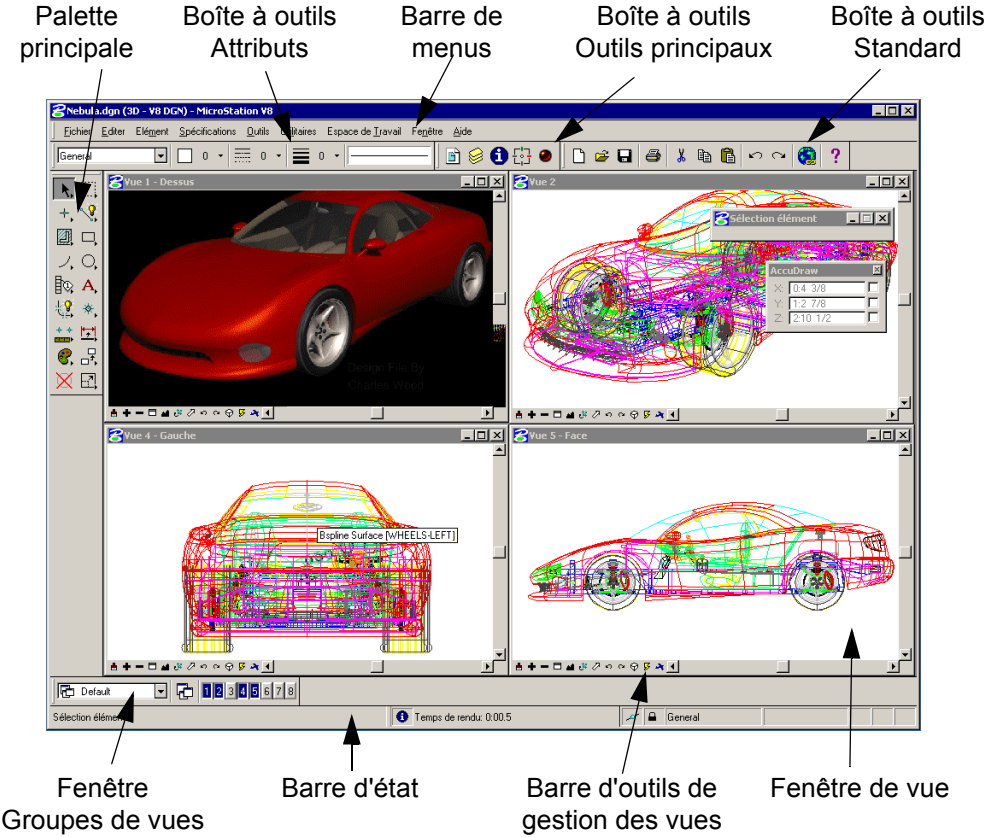 Palette
principale
Boîte à outils
Attributs
Barre de
menus
Boîte à outils
Outils principaux
Boîte à outils
Standard
Nebula.dgn (3D - V8 DGN) - MicroStation V8
Fichier Editer Elément Spécifications Outils Utilitaires Espace de Travail Fenêtre Aide
General 0 0 0
Vue 1 - Dessus
Design File By
Charles Wood
Vue 2
Sélection élément
AccuDraw
X: 0:4 3/8
Y: 1:2 7/8
Z: 2:10 1/2
Vue 4 - Gauche
Bspline Surface [WHEELS-LEFT]
Vue 5 - Face
Default 1 2 3 4 5 6 7 8
Sélection élément Temps de rendu: 0:00.5 General
Fenêtre
Groupes de vues
Barre d'état
Barre d'outils de
gestion des vues
Fenêtre de vue